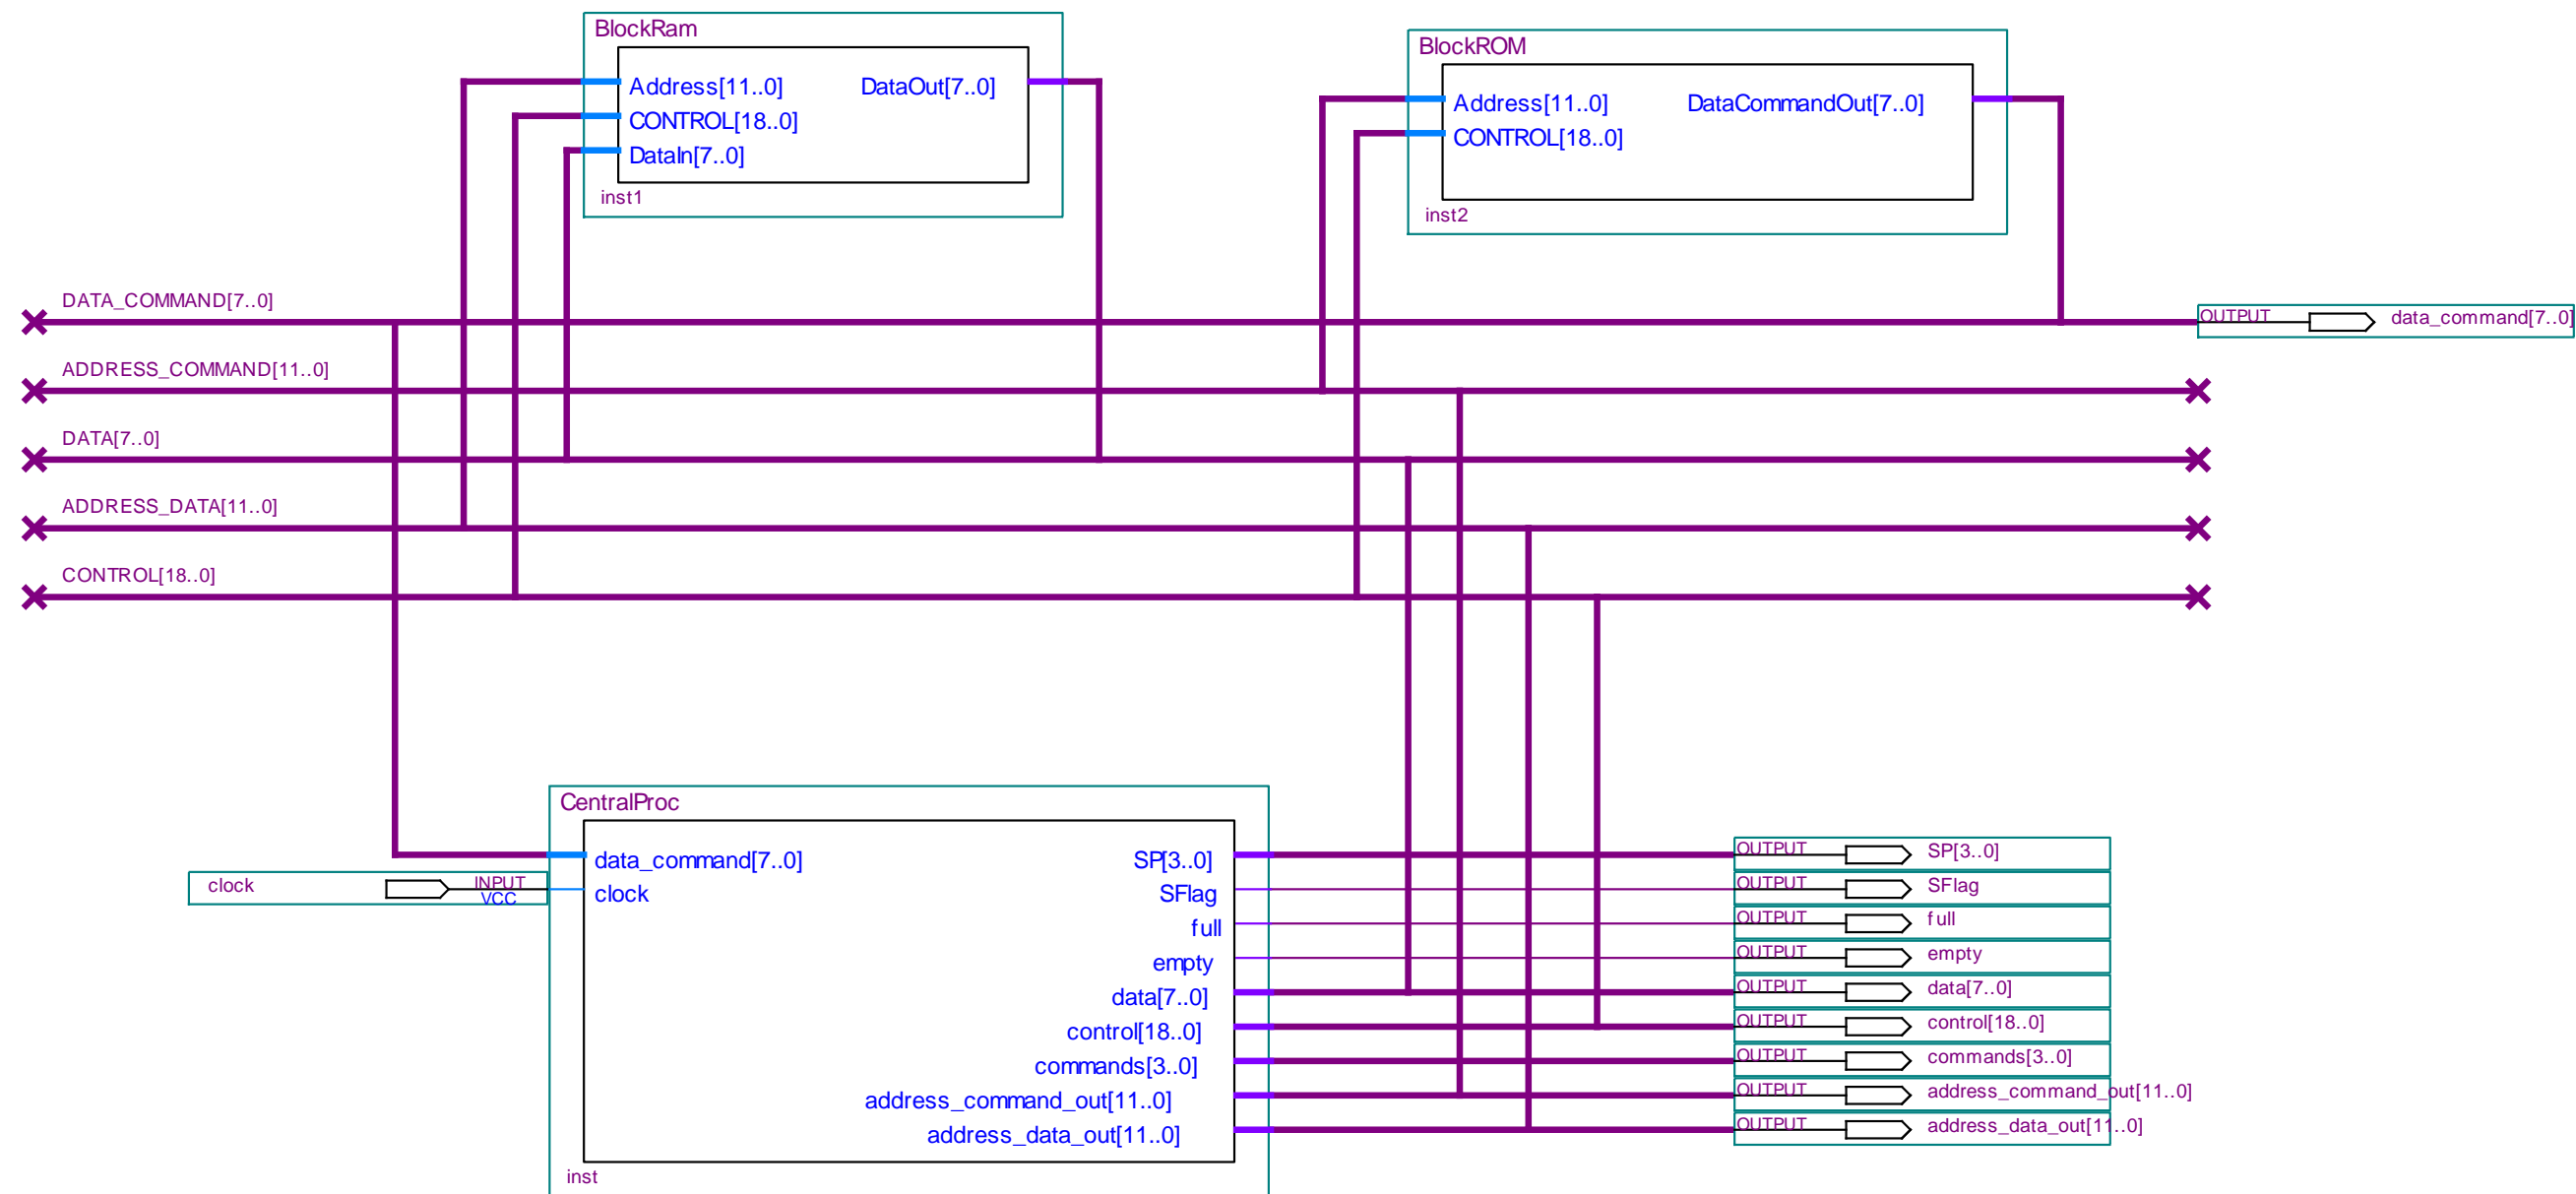 BlockRam
Address[11..0] DataOut[7..0]
CONTROL[18..0]
DataIn[7..0]
inst1
BlockROM
Address[11..0] DataCommandOut[7..0]
CONTROL[18..0]
inst2
DATA_COMMAND[7..0]
OUTPUT data_command[7..0]
ADDRESS_COMMAND[11..0]
DATA[7..0]
ADDRESS_DATA[11..0]
CONTROL[18..0]
CentralProc
data_command[7..0] SP[3..0]
clock SFlag
full
empty
data[7..0]
control[18..0]
commands[3..0]
address_command_out[11..0]
address_data_out[11..0]
inst
clock INPUT
VCC
OUTPUT SP[3..0]
OUTPUT SFlag
OUTPUT full
OUTPUT empty
OUTPUT data[7..0]
OUTPUT control[18..0]
OUTPUT commands[3..0]
OUTPUT address_command_out[11..0]
OUTPUT address_data_out[11..0]